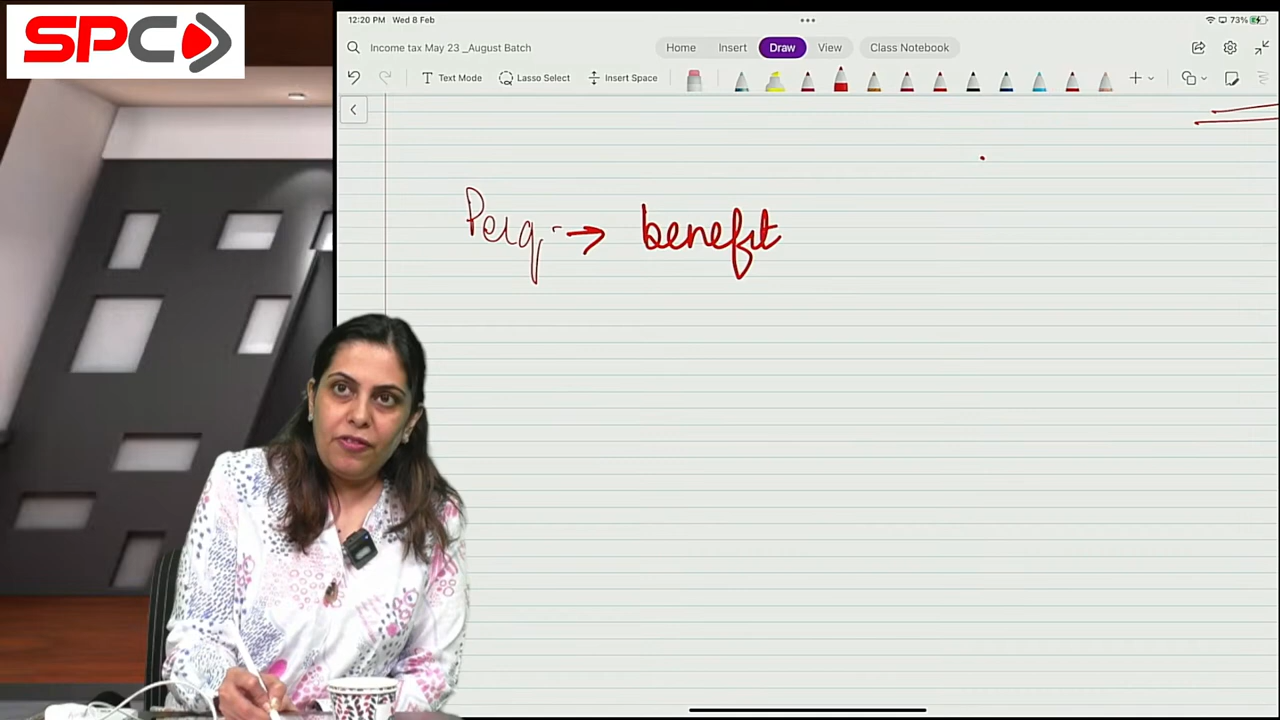 SPC
12:20 PM Wed 8 Feb
73%
Income tax May 23 _August Batch
Home Insert Draw View Class Notebook
Text Mode Lasso Select Insert Space
Perq. → benefit